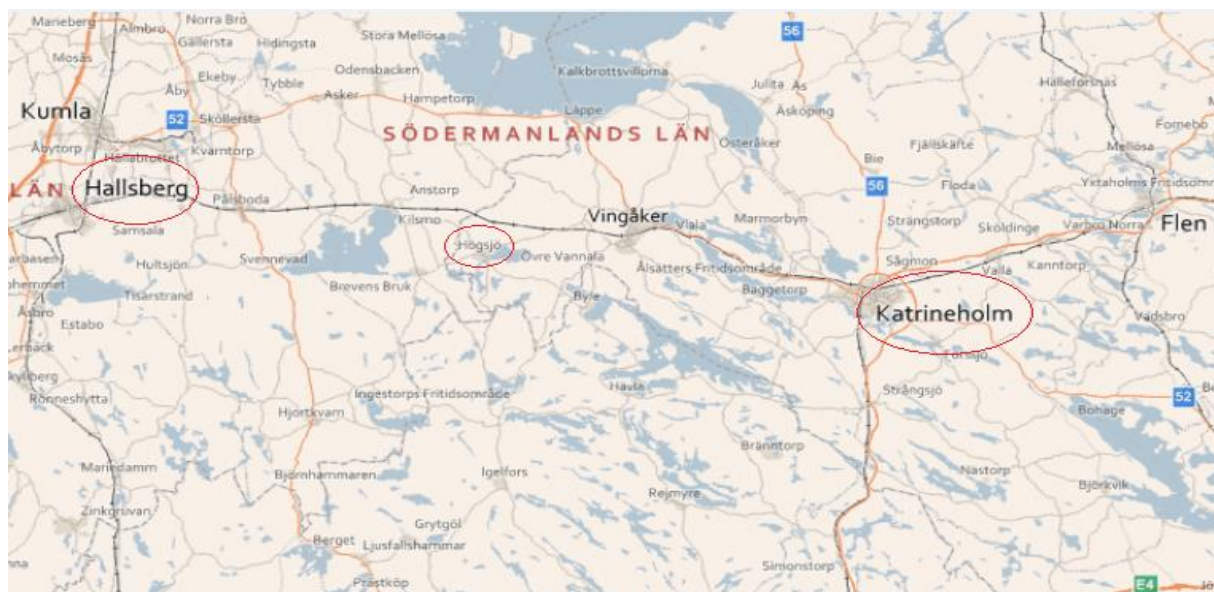 Marieberg
Norra Bro
Almbro
Gällersta
Hidingsta
Stora Mellösa
56
Mosås
Ekeby
Tybble
Odensbacken
Kalkbrottsvillorna
Julita
Ås
Hälleforsnäs
Åby
Asker
Hampetorp
Läppe
Äsköping
Kumla
52
Sköllersta
SÖDERMANLANDS LÄN
Fornebo
Åbytorp
Hällabrottet
Kvarntorp
Österåker
Fjällskäfte
Mellösa
Bie
LÄN
Hallsberg
Pålsboda
Anstorp
56
Floda
Yxtaholms Fritidsomr
Samsala
Kilsmo
Vingåker
Viala
Marmorbyn
Strångstorp
Sköldinge
Valla
Kanntorp
Flen
Högsjö
Övre Vannala
Sågmon
Hultsjön
Svennevad
Ålsätters Fritidsområde
Baggetorp
Tisarstrand
Brevens Bruk
Byle
Katrineholm
Vadsbro
Åsbro
Estabo
Forssjö
Rönneshytta
Ingestorps Fritidsområde
Hävla
Strångsjö
52
Hjortkvarn
Bohage
Bränntorp
Mariedamm
Björnhammaren
Igelfors
Rejmyre
Nästorp
Björkvik
Zinkgruvan
Grytgöl
Berget
Ljusfallshammar
Simonstorp
Prästköp
E4